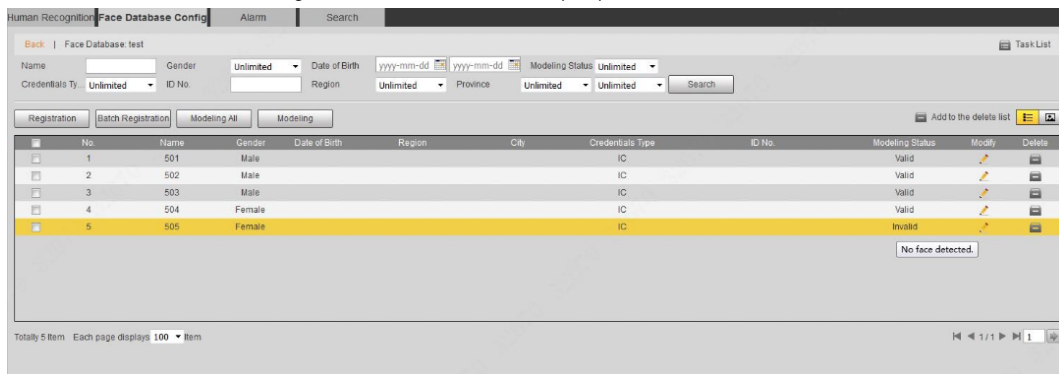 Human Recognition Face Database Config Alarm Search
Back | Face Database: test Task List
Name Gender Unlimited Date of Birth yyyy-mm-dd yyyy-mm-dd Modeling Status Unlimited
Credentials Ty... Unlimited ID No. Region Unlimited Province Unlimited Unlimited Search
Registration Batch Registration Modeling All Modeling Add to the delete list
No. Name Gender Date of Birth Region City Credentials Type ID No. Modeling Status Modify Delete
1 501 Male IC Valid
2 502 Male IC Valid
3 503 Male IC Valid
4 504 Female IC Valid
5 505 Female IC Invalid
No face detected.
Totally 5 Item Each page displays 100 Item 1/1 1